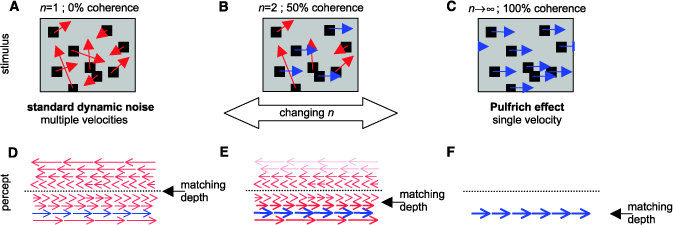 A n=1 ; 0% coherence
B n=2 ; 50% coherence
C n→∞ ; 100% coherence
stimulus
standard dynamic noise
multiple velocities
changing n
Pulfrich effect
single velocity
D
E
F
percept
matching
depth
matching
depth
matching
depth